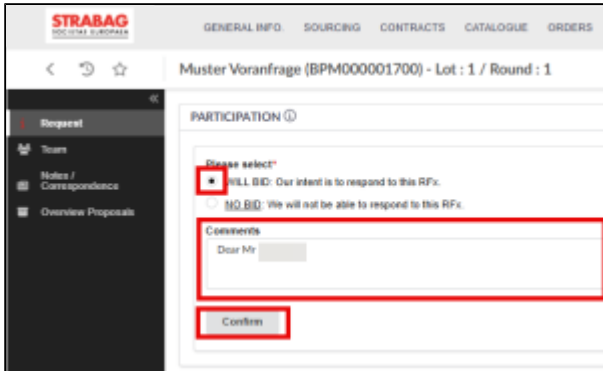 STRABAG
SOCIETAS EUROPAEA
GENERAL INFO. SOURCING CONTRACTS CATALOGUE ORDERS
Muster Voranfrage (BPM000001700) - Lot : 1 / Round : 1
Request
Team
Notes /
Correspondence
Overview Proposals
PARTICIPATION
Please select*
WILL BID: Our intent is to respond to this RFx.
NO BID: We will not be able to respond to this RFx.
Comments
Dear Mr
Confirm